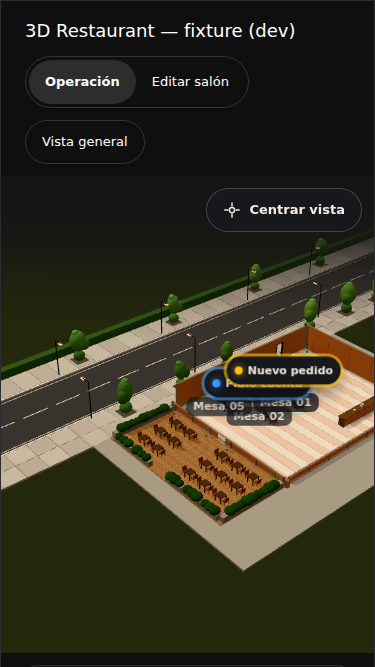 3D Restaurant — fixture (dev)
Operación
Editar salón
Vista general
Centrar vista
Nuevo pedido
Mesa 05
Mesa 01
Mesa 02